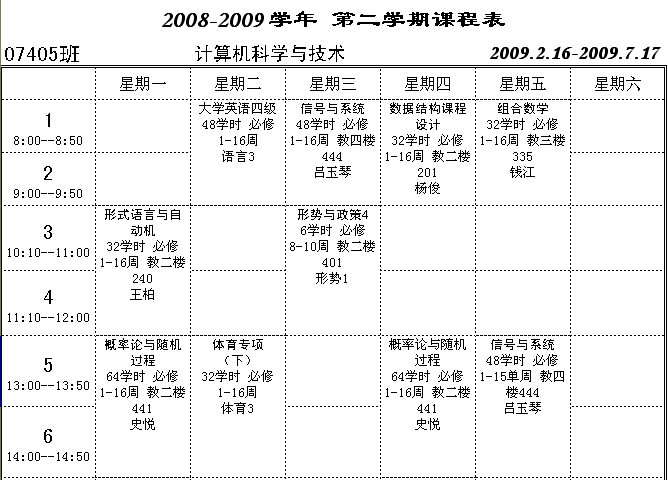 2008-2009学年 第二学期课程表
07405班 计算机科学与技术 2009.2.16-2009.7.17
星期一 星期二 星期三 星期四 星期五 星期六
1
8:00--8:50
大学英语四级
48学时 必修
1-16周
语言3
信号与系统
48学时 必修
1-16周 教四楼
444
吕玉琴
数据结构课程
设计
32学时 必修
1-16周 教二楼
201
杨俊
组合数学
32学时 必修
1-16周 教三楼
335
钱江
2
9:00--9:50
3
10:10--11:00
形式语言与自
动机
32学时 必修
1-16周 教二楼
240
王柏
形势与政策4
6学时 必修
8-10周 教二楼
401
形势1
4
11:10--12:00
5
13:00--13:50
概率论与随机
过程
64学时 必修
1-16周 教二楼
441
史悦
体育专项
（下）
32学时 必修
1-16周
体育3
概率论与随机
过程
64学时 必修
1-16周 教二楼
441
史悦
信号与系统
48学时 必修
1-15单周 教四
楼444
吕玉琴
6
14:00--14:50